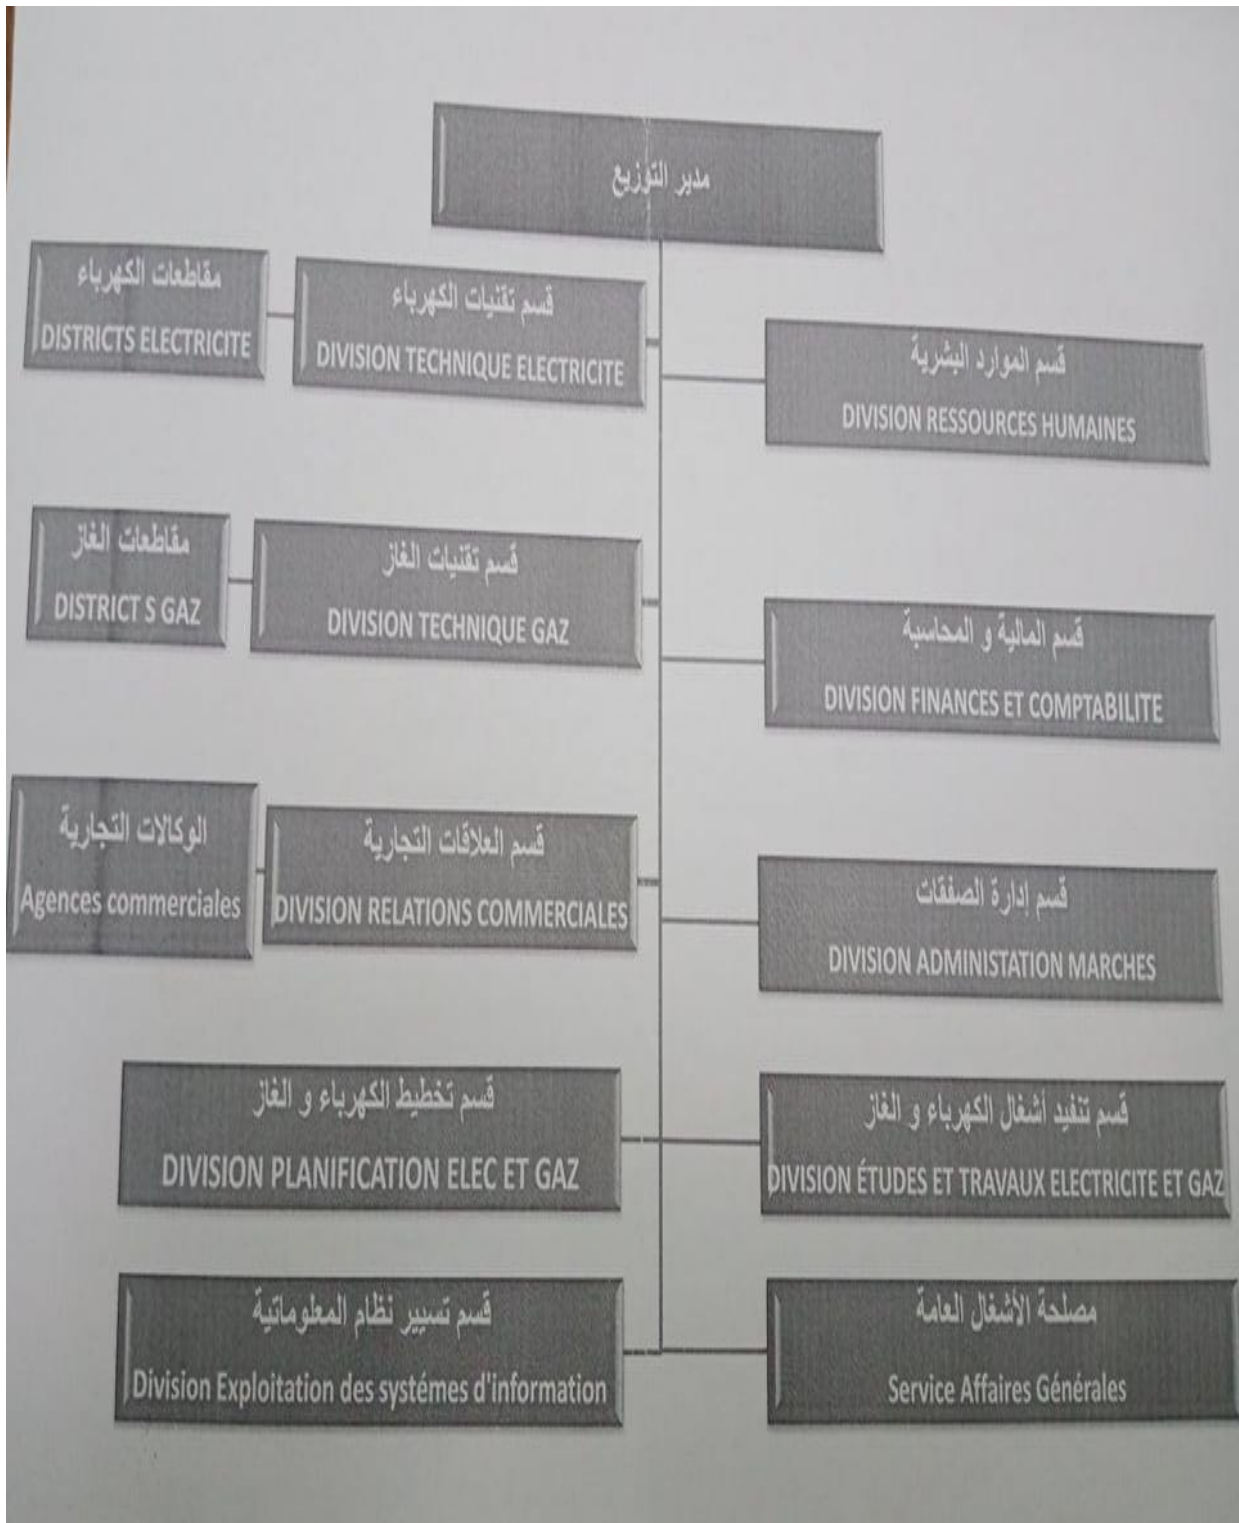 مدير التوزيع
مقاطعات الكهرباء
DISTRICTS ELECTRICITE
قسم تقنيات الكهرباء
DIVISION TECHNIQUE ELECTRICITE
قسم الموارد البشرية
DIVISION RESSOURCES HUMAINES
مقاطعات الغاز
DISTRICT S GAZ
قسم تقنيات الغاز
DIVISION TECHNIQUE GAZ
قسم المالية و المحاسبة
DIVISION FINANCES ET COMPTABILITE
الوكالات التجارية
Agences commerciales
قسم العلاقات التجارية
DIVISION RELATIONS COMMERCIALES
قسم إدارة الصفقات
DIVISION ADMINISTATION MARCHES
قسم تخطيط الكهرباء و الغاز
DIVISION PLANIFICATION ELEC ET GAZ
قسم تنفيد أشغال الكهرباء و الغاز
DIVISION ÉTUDES ET TRAVAUX ELECTRICITE ET GAZ
قسم تسيير نظام المعلوماتية
Division Exploitation des systémes d'information
مصلحة الأشغال العامة
Service Affaires Générales